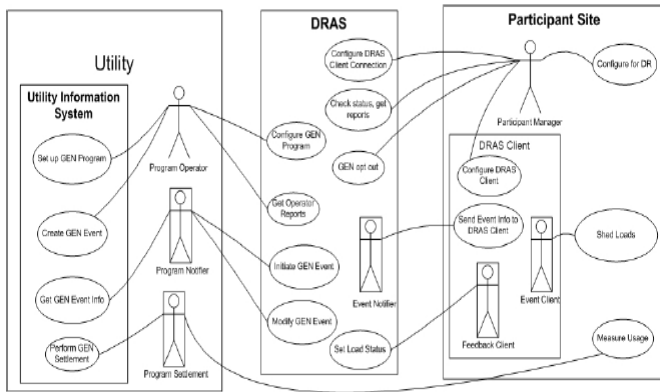 Utility
Utility Information
System
Set up GEN Program
Create GEN Event
Get GEN Event Info
Perform GEN
Settlement
Program Operator
Program Notifier
Program Settlement
DRAS
Configure DRAS
Client Connection
Check status, get
reports
Configure GEN
Program
GEN opt out
Get Operator
Reports
Initiate GEN Event
Event Notifier
Modify GEN Event
Set Load Status
Participant Site
Configure for DR
Participant Manager
DRAS Client
Configure DRAS
Client
Send Event Info to
DRAS Client
Shed Loads
Event Client
Feedback Client
Measure Usage